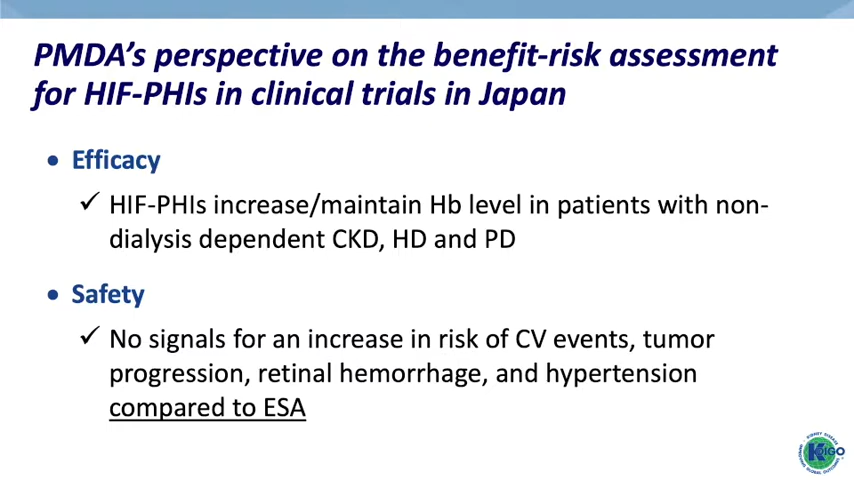 PMDA's perspective on the benefit-risk assessment
for HIF-PHIs in clinical trials in Japan
• Efficacy
✓ HIF-PHIs increase/maintain Hb level in patients with non-
dialysis dependent CKD, HD and PD
• Safety
✓ No signals for an increase in risk of CV events, tumor
progression, retinal hemorrhage, and hypertension
compared to ESA
KDIGO